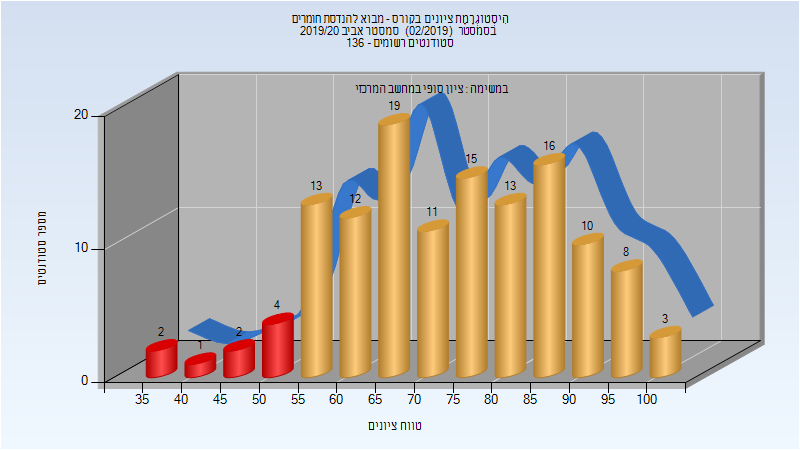 היסטוגרמת ציונים בקורס - מבוא להנדסת חומרים
בסמסטר (02/2019) סמסטר אביב 2019/20
סטודנטים רשומים - 136
במשימה : ציון סופי במחשב המרכזי
20
10
0
מספר סטודנטים
2
1
2
4
13
12
19
11
15
13
16
10
8
3
35 40 45 50 55 60 65 70 75 80 85 90 95 100
טווח ציונים